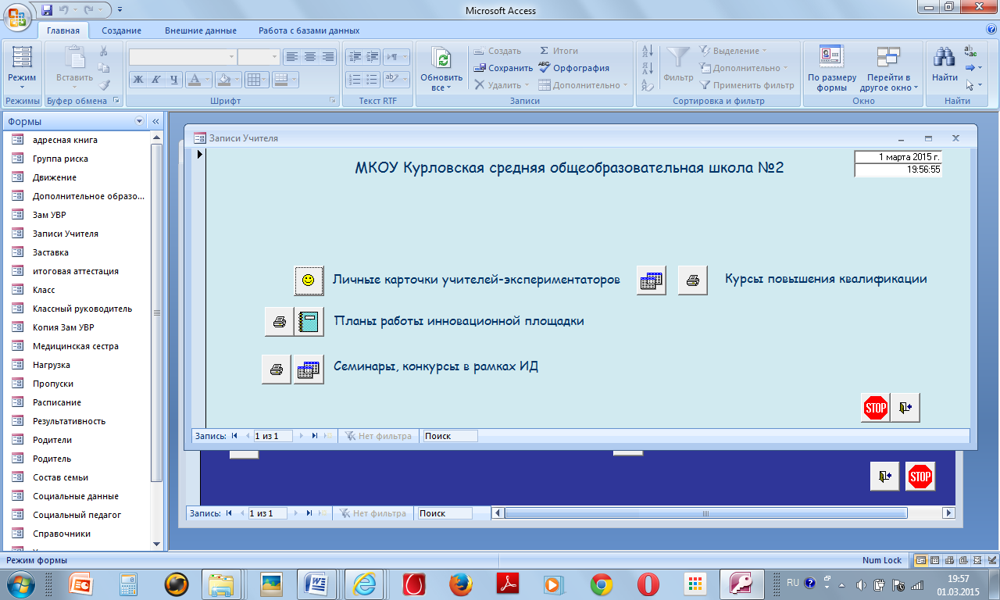 Microsoft Access
Главная
Создание
Внешние данные
Работа с базами данных
Режим
Режимы
Вставить
Буфер обмена
Ж К Ч
А
Шрифт
Текст RTF
Обновить
все
Создать
Сохранить
Удалить
Итоги
Орфография
Дополнительно
Записи
Фильтр
Выделение
Дополнительно
Применить фильтр
Сортировка и фильтр
По размеру
формы
Перейти в
другое окно
Окно
Найти
Найти
Формы
адресная книга
Группа риска
Движение
Дополнительное образо...
Зам УВР
Записи Учителя
Заставка
итоговая аттестация
Класс
Классный руководитель
Копия Зам УВР
Медицинская сестра
Нагрузка
Пропуски
Расписание
Результативность
Родители
Родитель
Состав семьи
Социальные данные
Социальный педагог
Справочники
Записи Учителя
МКОУ Курловская средняя общеобразовательная школа №2
1 марта 2015 г.
19:56:55
Личные карточки учителей-экспериментаторов
Курсы повышения квалификации
Планы работы инновационной площадки
Семинары, конкурсы в рамках ИД
STOP
Запись: 1 из 1 Нет фильтра Поиск
STOP
Запись: 1 из 1 Нет фильтра Поиск
Режим формы
Num Lock
RU
19:57
01.03.2015